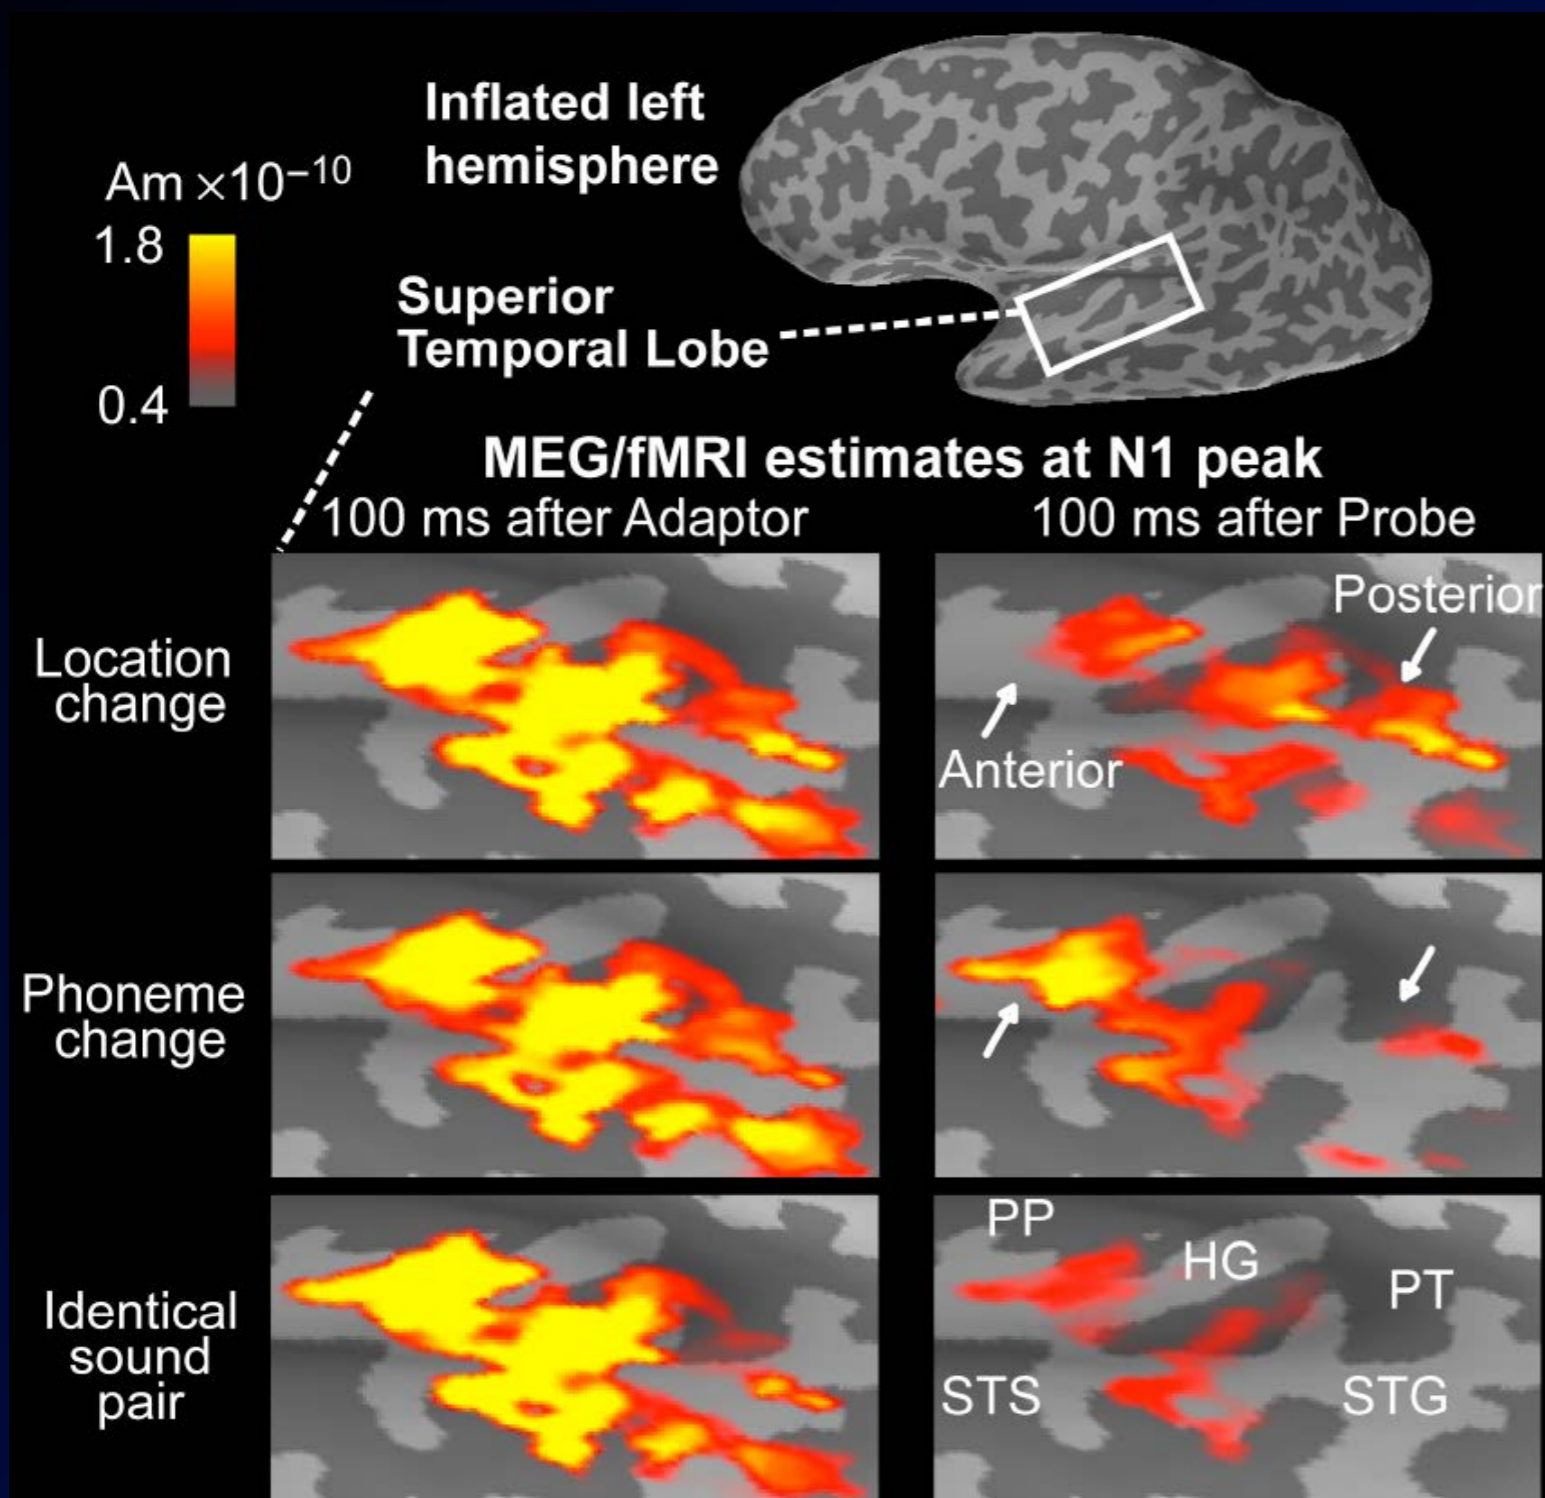 Inflated left
hemisphere
Am ×10⁻¹⁰
1.8
0.4
Superior
Temporal Lobe
MEG/fMRI estimates at N1 peak
100 ms after Adaptor
100 ms after Probe
Location
change
Posterior
Anterior
Phoneme
change
Identical
sound
pair
PP
HG
PT
STS
STG